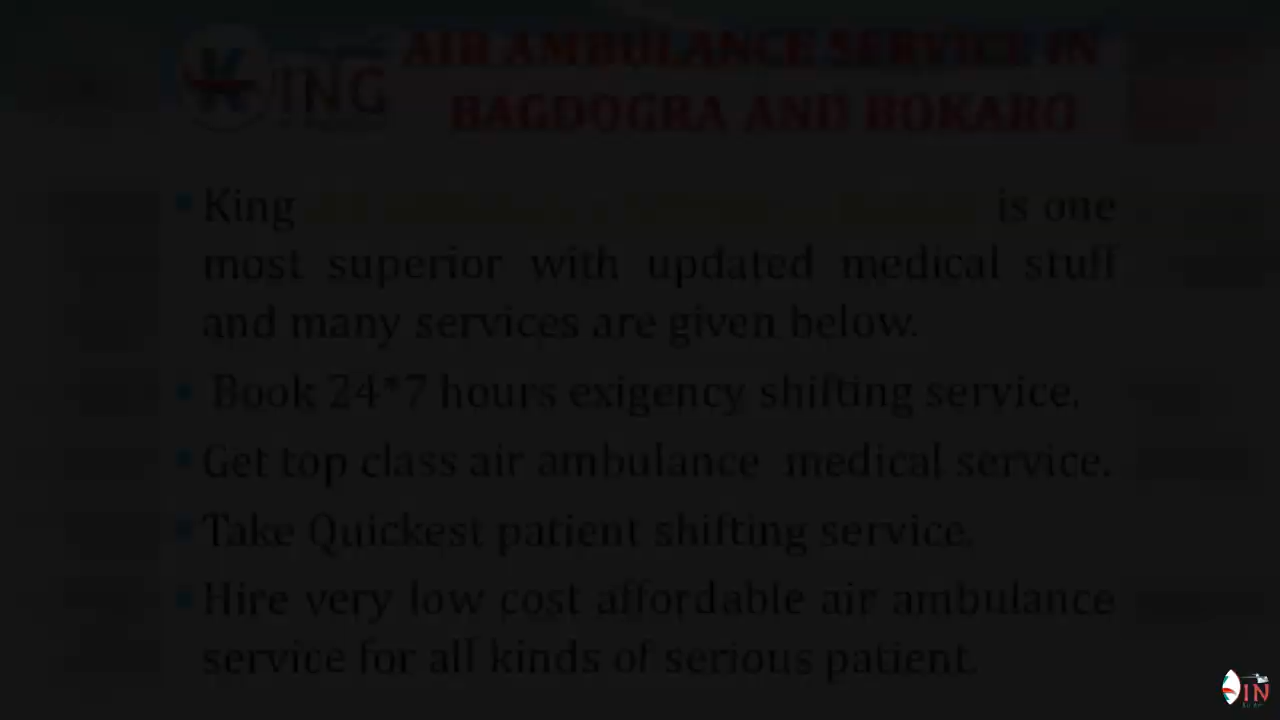 KING
AIR AMBULANCE SERVICE IN
BAGDOGRA AND BOKARO
King is one
most superior with updated medical stuff
and many services are given below.
Book 24*7 hours exigency shifting service.
Get top class air ambulance medical service.
Take Quickest patient shifting service.
Hire very low cost affordable air ambulance
service for all kinds of serious patient.
IN